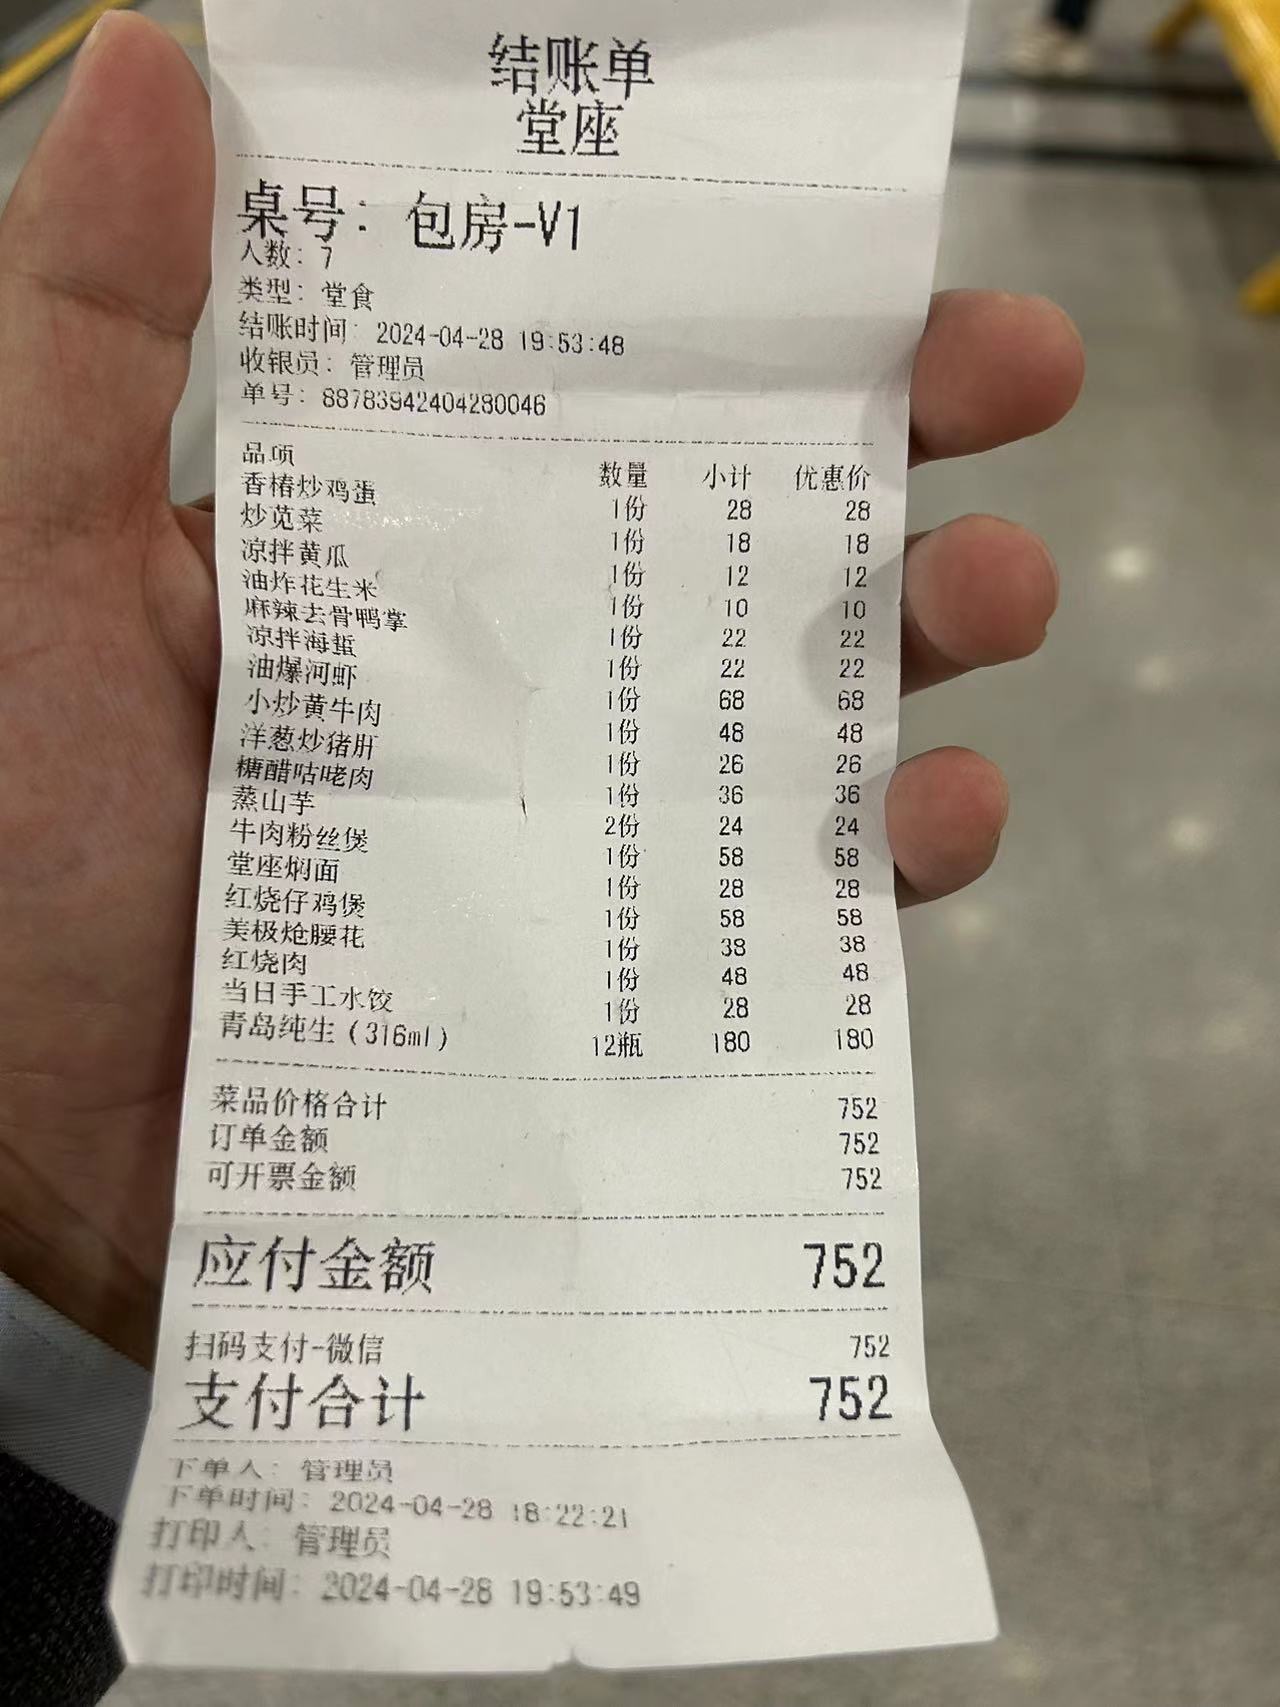 结账单
堂座
桌号: 包房-V1
人数: 7
类型: 堂食
结账时间: 2024-04-28 19:53:48
收银员: 管理员
单号: 88783942404280046
品项 数量 小计 优惠价
香椿炒鸡蛋 1份 28 28
炒苋菜 1份 18 18
凉拌黄瓜 1份 12 12
油炸花生米 1份 10 10
麻辣去骨鸭掌 1份 22 22
凉拌海蜇 1份 22 22
油爆河虾 1份 68 68
小炒黄牛肉 1份 48 48
洋葱炒猪肝 1份 26 26
糖醋咕咾肉 1份 36 36
蒸山芋 2份 24 24
牛肉粉丝煲 1份 58 58
堂座焖面 1份 28 28
红烧仔鸡煲 1份 58 58
美极炝腰花 1份 38 38
红烧肉 1份 48 48
当日手工水饺 1份 28 28
青岛纯生(316ml) 12瓶 180 180
菜品价格合计 752
订单金额 752
可开票金额 752
应付金额 752
扫码支付-微信 752
支付合计 752
下单人: 管理员
下单时间: 2024-04-28 18:22:21
打印人: 管理员
打印时间: 2024-04-28 19:53:49